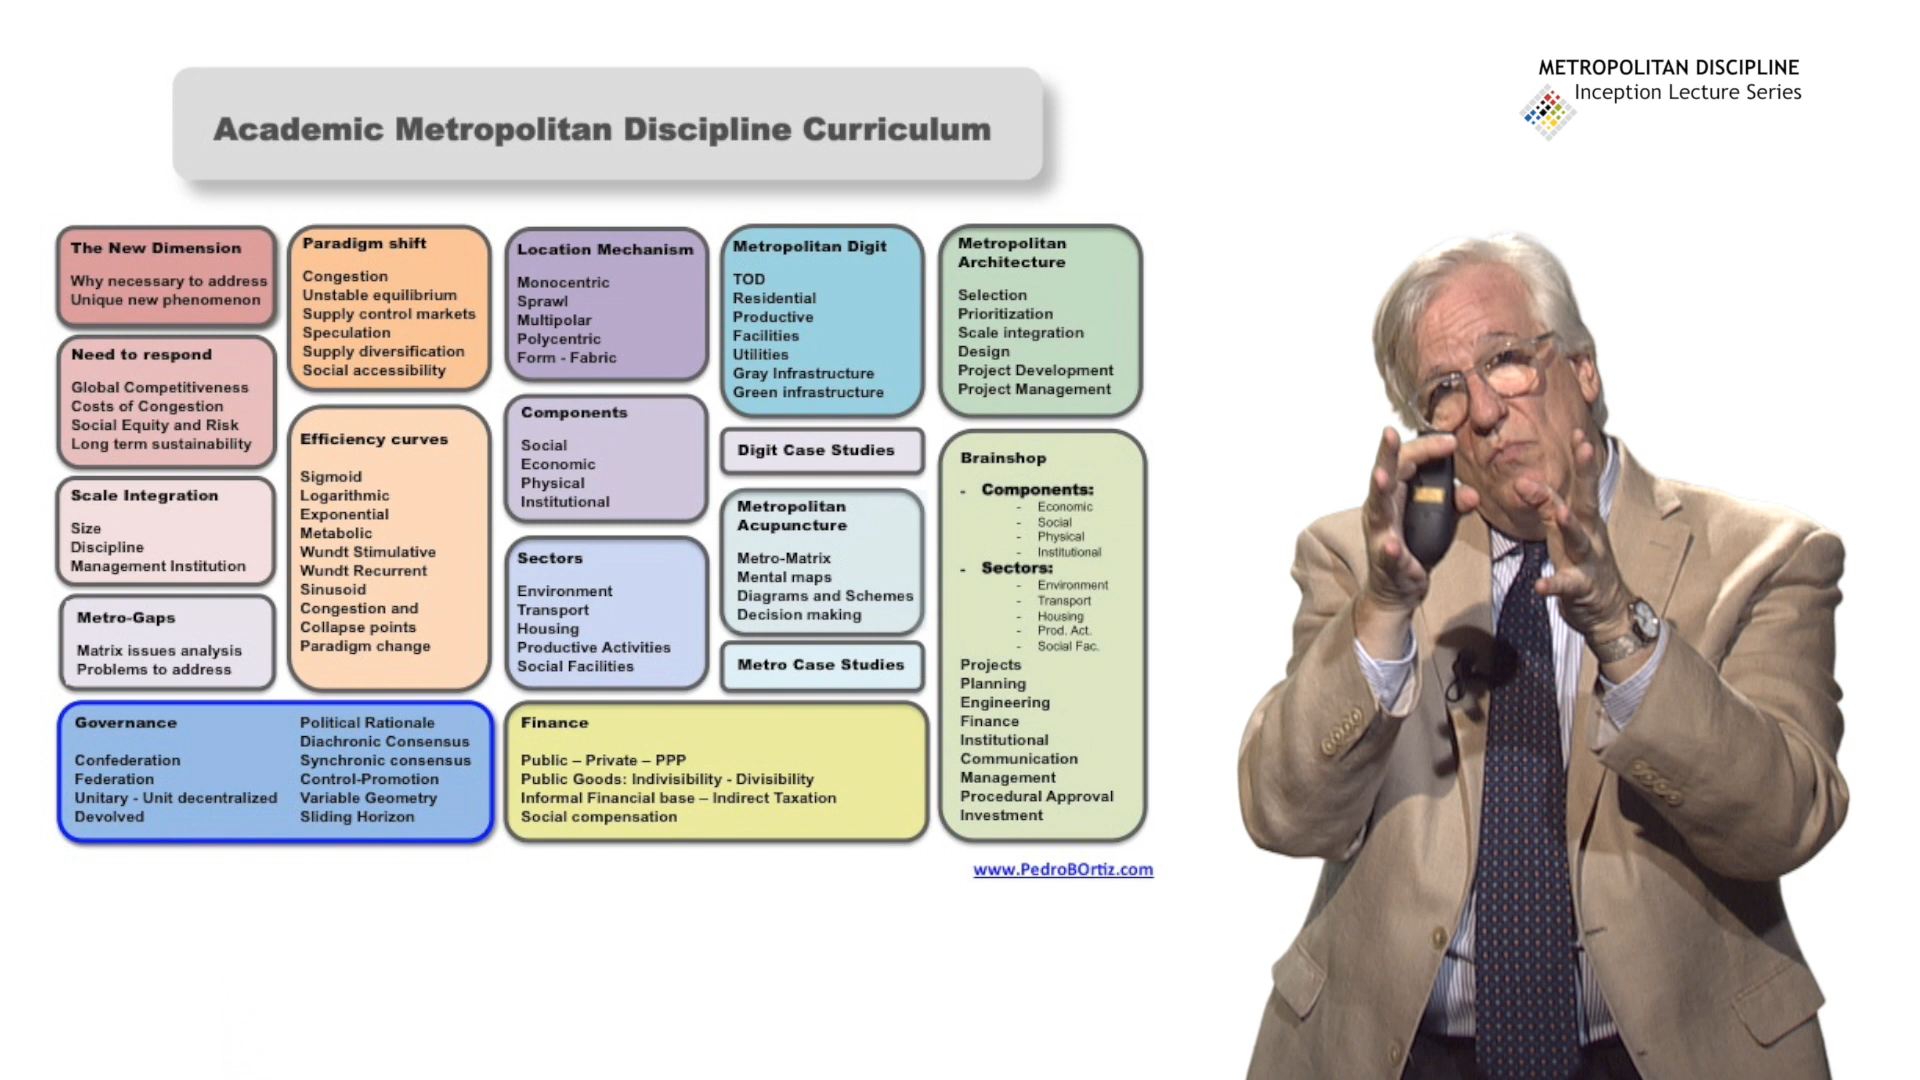 METROPOLITAN DISCIPLINE
Inception Lecture Series
Academic Metropolitan Discipline Curriculum
The New Dimension
Why necessary to address
Unique new phenomenon
Need to respond
Global Competitiveness
Costs of Congestion
Social Equity and Risk
Long term sustainability
Scale Integration
Size
Discipline
Management Institution
Metro-Gaps
Matrix issues analysis
Problems to address
Paradigm shift
Congestion
Unstable equilibrium
Supply control markets
Speculation
Supply diversification
Social accessibility
Efficiency curves
Sigmoid
Logarithmic
Exponential
Metabolic
Wundt Stimulative
Wundt Recurrent
Sinusoid
Congestion and
Collapse points
Paradigm change
Location Mechanism
Monocentric
Sprawl
Multipolar
Polycentric
Form - Fabric
Components
Social
Economic
Physical
Institutional
Sectors
Environment
Transport
Housing
Productive Activities
Social Facilities
Metropolitan Digit
TOD
Residential
Productive
Facilities
Utilities
Gray Infrastructure
Green infrastructure
Digit Case Studies
Metropolitan
Acupuncture
Metro-Matrix
Mental maps
Diagrams and Schemes
Decision making
Metro Case Studies
Metropolitan
Architecture
Selection
Prioritization
Scale integration
Design
Project Development
Project Management
Brainshop
- Components:
- Economic
- Social
- Physical
- Institutional
- Sectors:
- Environment
- Transport
- Housing
- Prod. Act.
- Social Fac.
Projects
Planning
Engineering
Finance
Institutional
Communication
Management
Procedural Approval
Investment
Governance
Confederation
Federation
Unitary - Unit decentralized
Devolved
Political Rationale
Diachronic Consensus
Synchronic consensus
Control-Promotion
Variable Geometry
Sliding Horizon
Finance
Public – Private – PPP
Public Goods: Indivisibility - Divisibility
Informal Financial base – Indirect Taxation
Social compensation
www.PedroBOrtiz.com